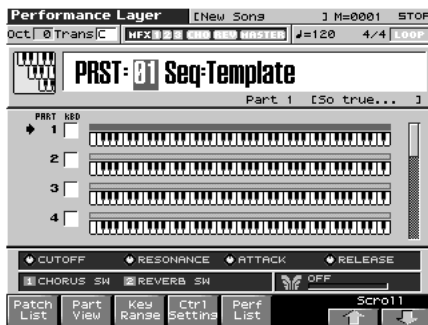 Performance Layer [New Song ] M=0001 STOP
Oct 0 Trans C MFX 1 2 3 CHO REV MASTER ♩=120 4/4 LOOP
PRST: 01 Seq:Template
Part 1 [So true... ]
PART KBD
1
2
3
4
CUTOFF RESONANCE ATTACK RELEASE
1 CHORUS SW 2 REVERB SW OFF
Patch List Part View Key Range Ctrl Setting Perf List Scroll